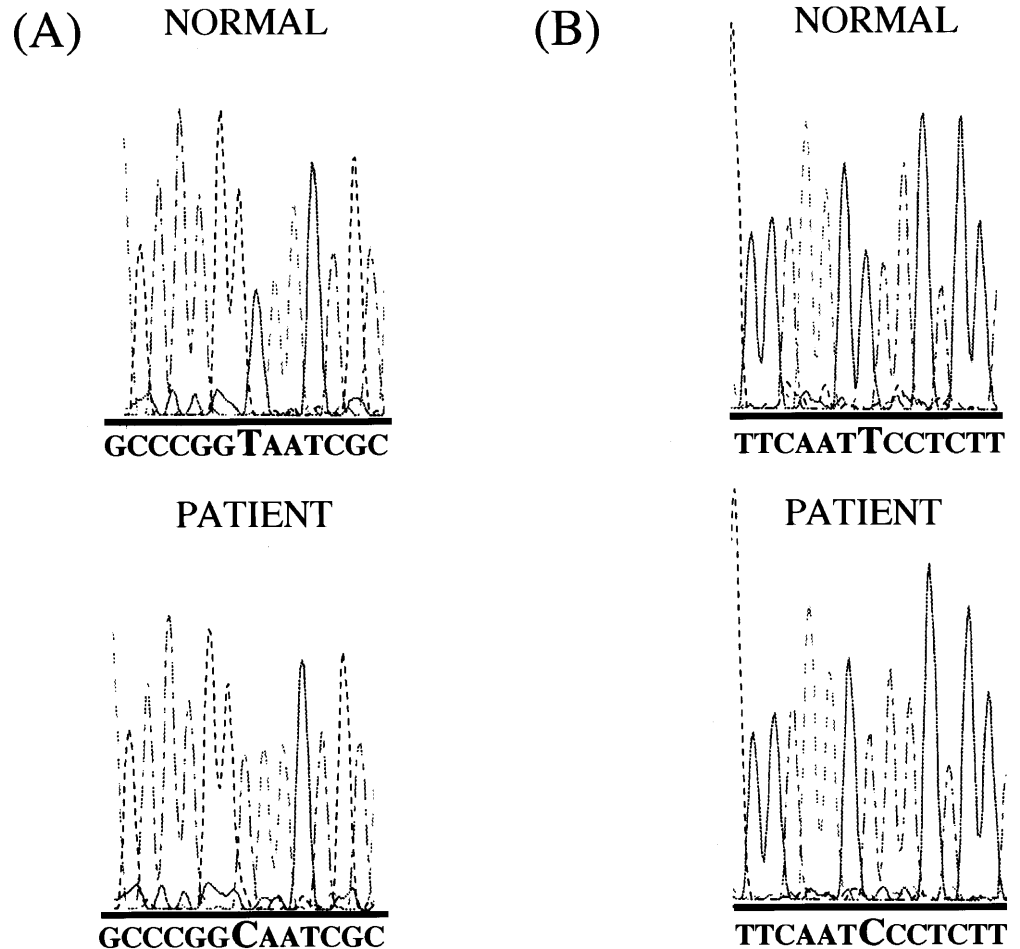 (A) NORMAL
GCCCGGTAATCGC
PATIENT
GCCCGGCAATCGC
(B) NORMAL
TTCAATTCCTCTT
PATIENT
TTCAATCCCTCTT